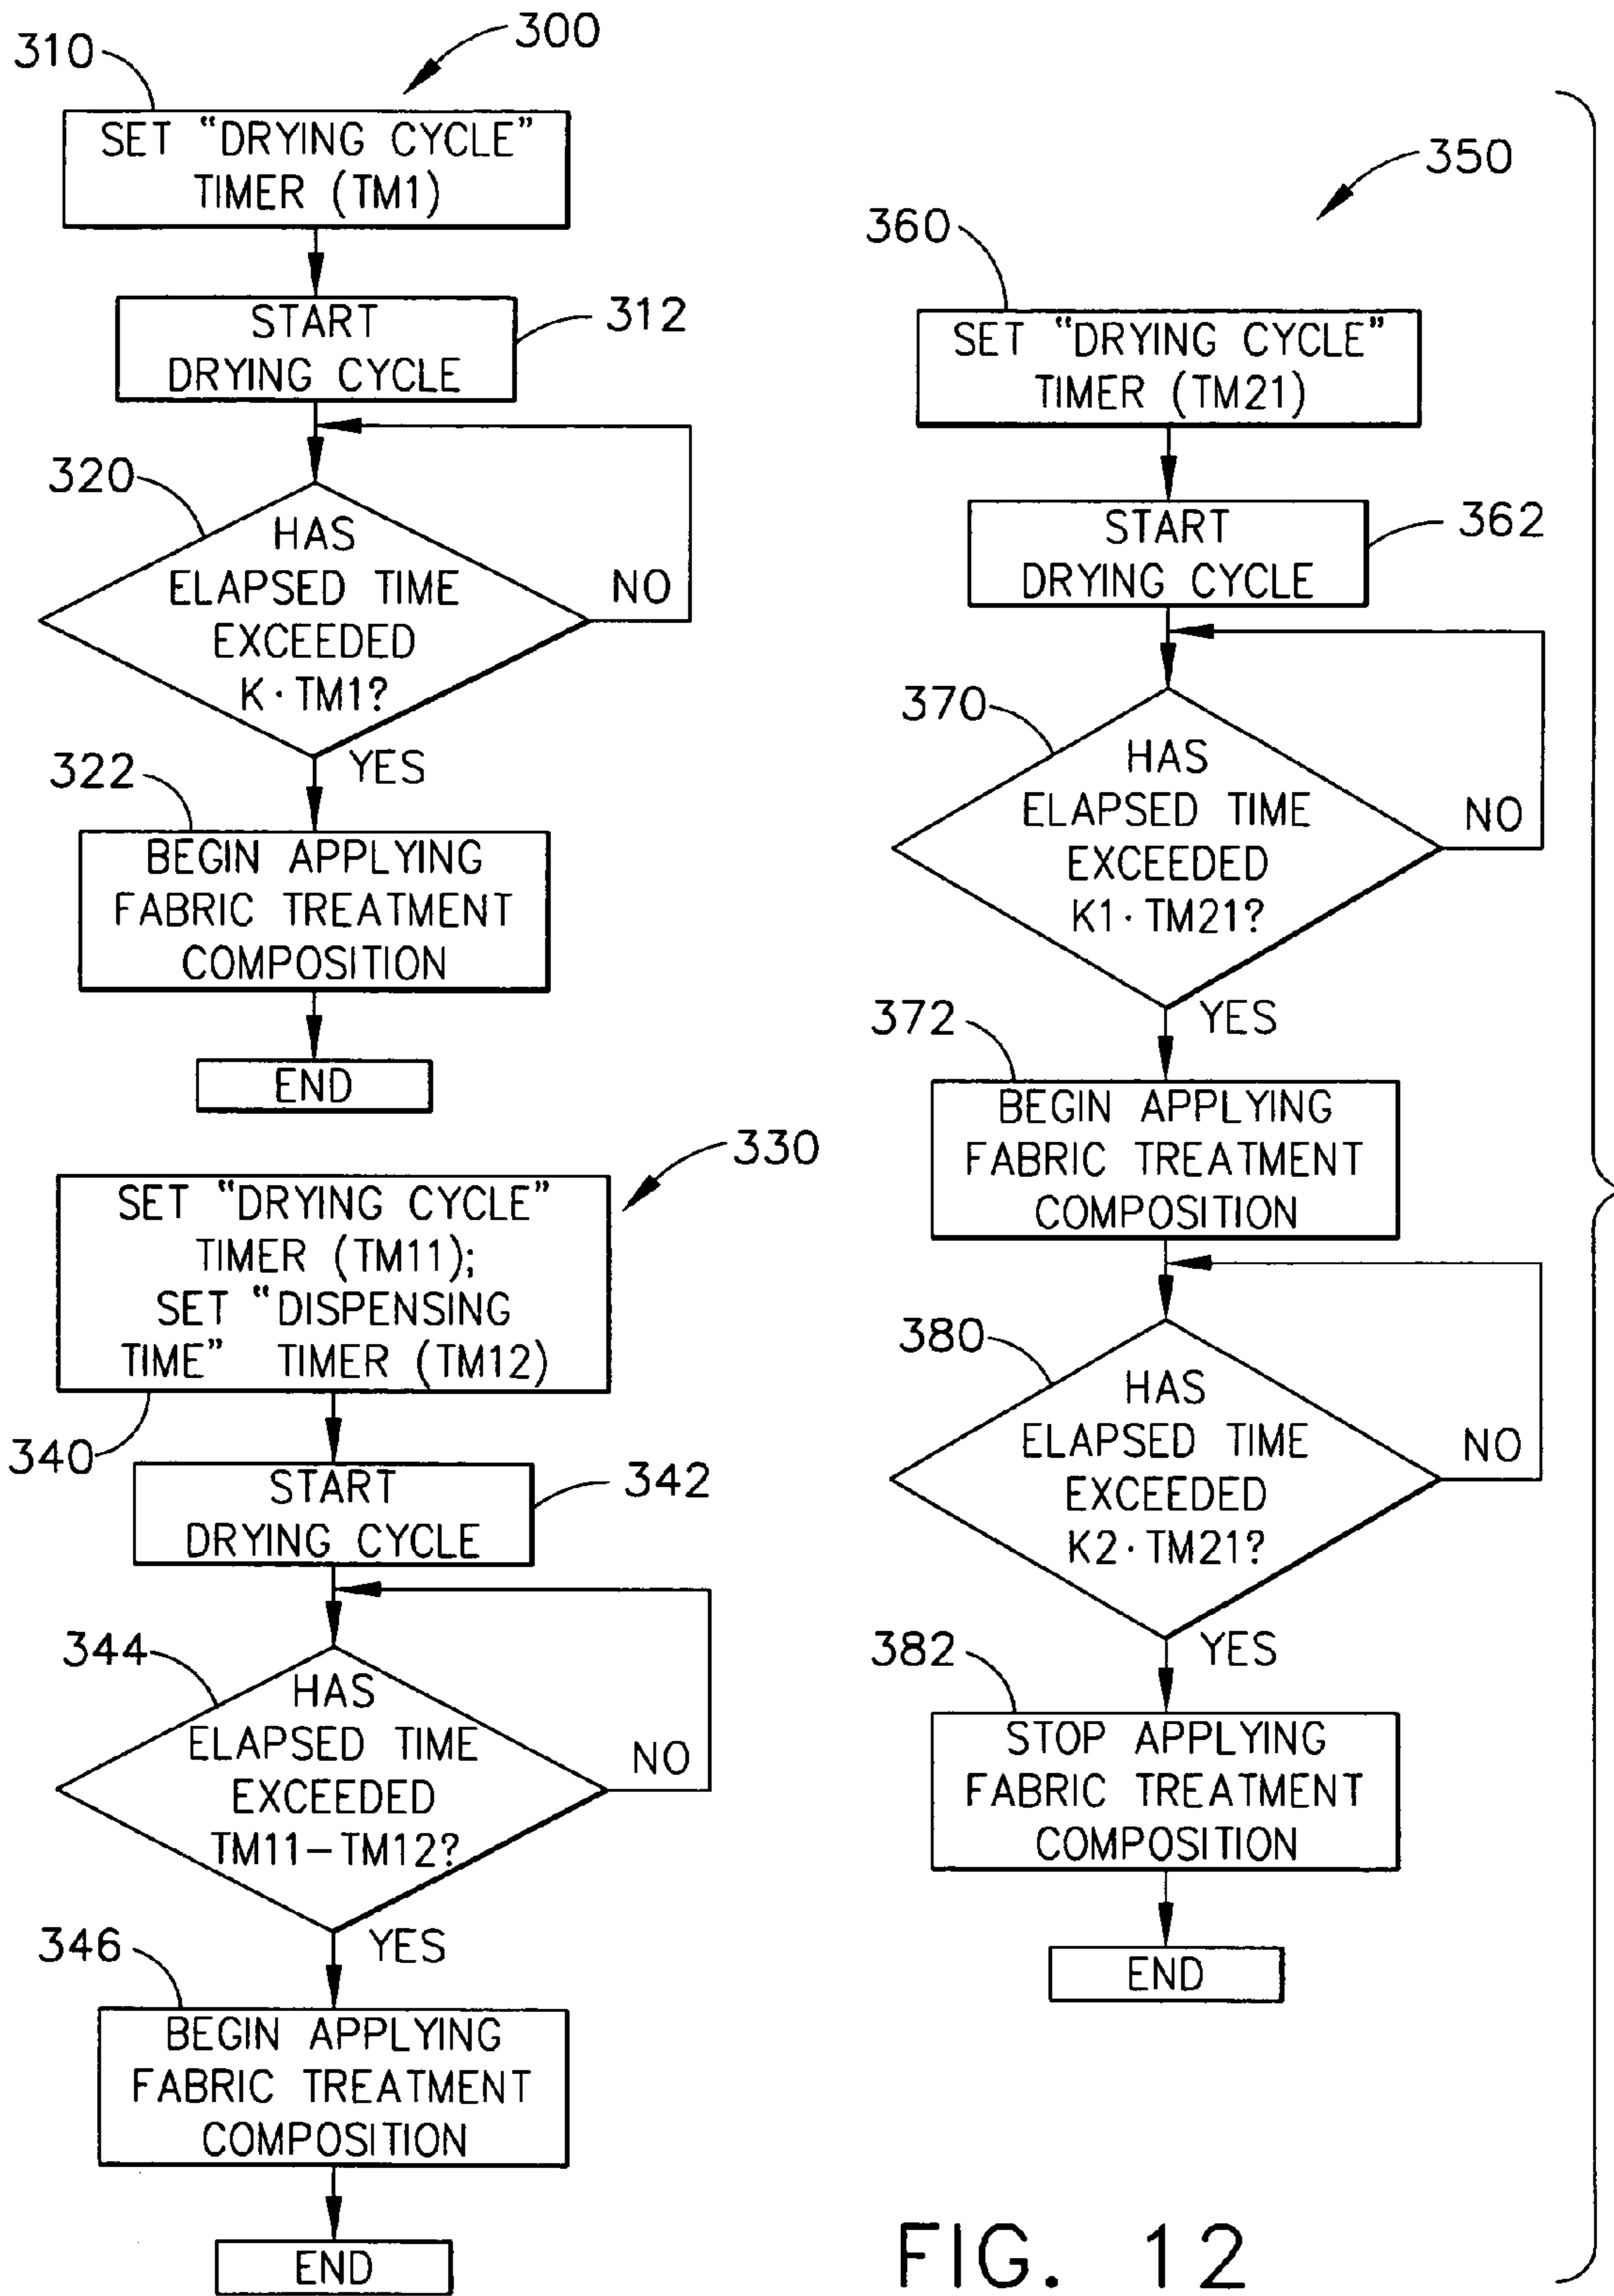 300
310
SET "DRYING CYCLE"
TIMER (TM1)
START
DRYING CYCLE
312
320
HAS
ELAPSED TIME
EXCEEDED
K · TM1?
NO
YES
322
BEGIN APPLYING
FABRIC TREATMENT
COMPOSITION
END
330
SET "DRYING CYCLE"
TIMER (TM11);
SET "DISPENSING
TIME" TIMER (TM12)
340
START
DRYING CYCLE
342
344
HAS
ELAPSED TIME
EXCEEDED
TM11–TM12?
NO
YES
346
BEGIN APPLYING
FABRIC TREATMENT
COMPOSITION
END
350
360
SET "DRYING CYCLE"
TIMER (TM21)
START
DRYING CYCLE
362
370
HAS
ELAPSED TIME
EXCEEDED
K1 · TM21?
NO
YES
372
BEGIN APPLYING
FABRIC TREATMENT
COMPOSITION
380
HAS
ELAPSED TIME
EXCEEDED
K2 · TM21?
NO
YES
382
STOP APPLYING
FABRIC TREATMENT
COMPOSITION
END
FIG. 12